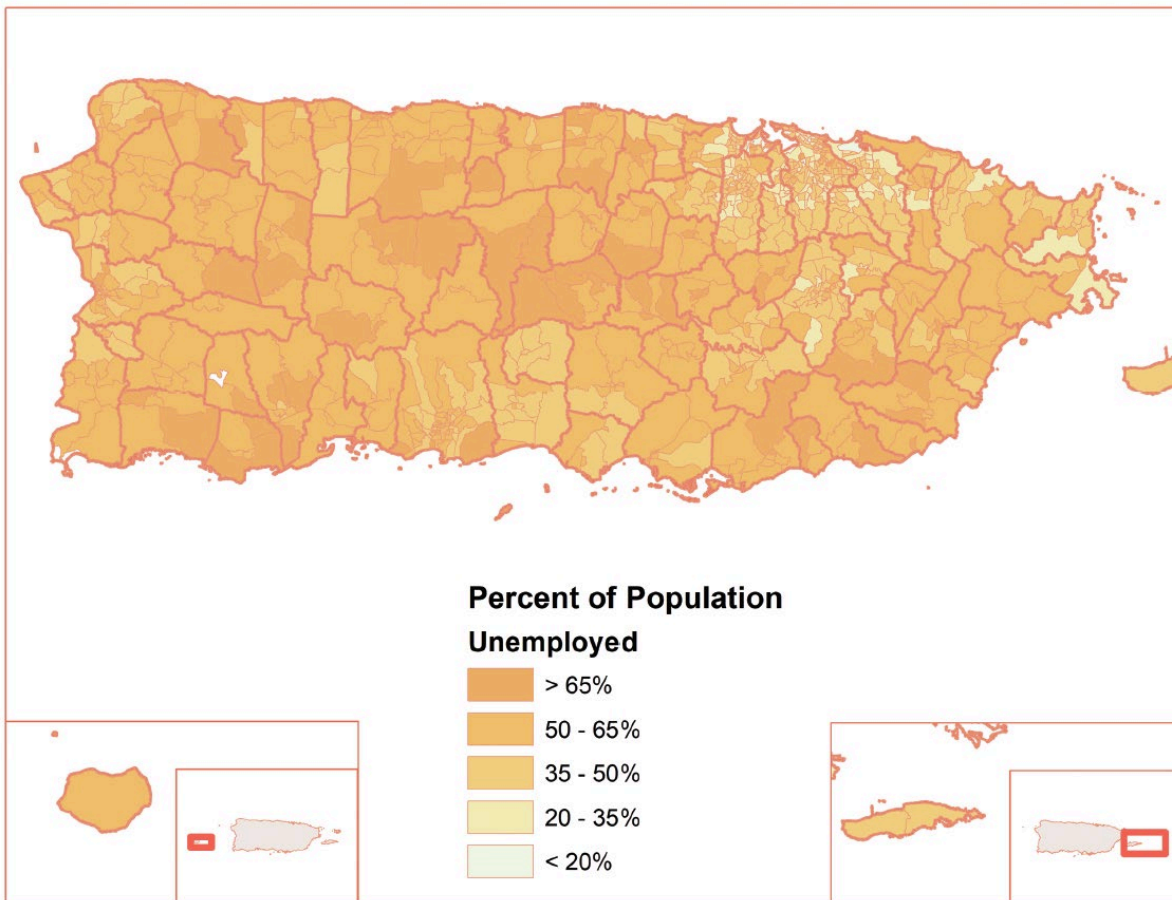 Percent of Population
Unemployed
> 65%
50 - 65%
35 - 50%
20 - 35%
< 20%